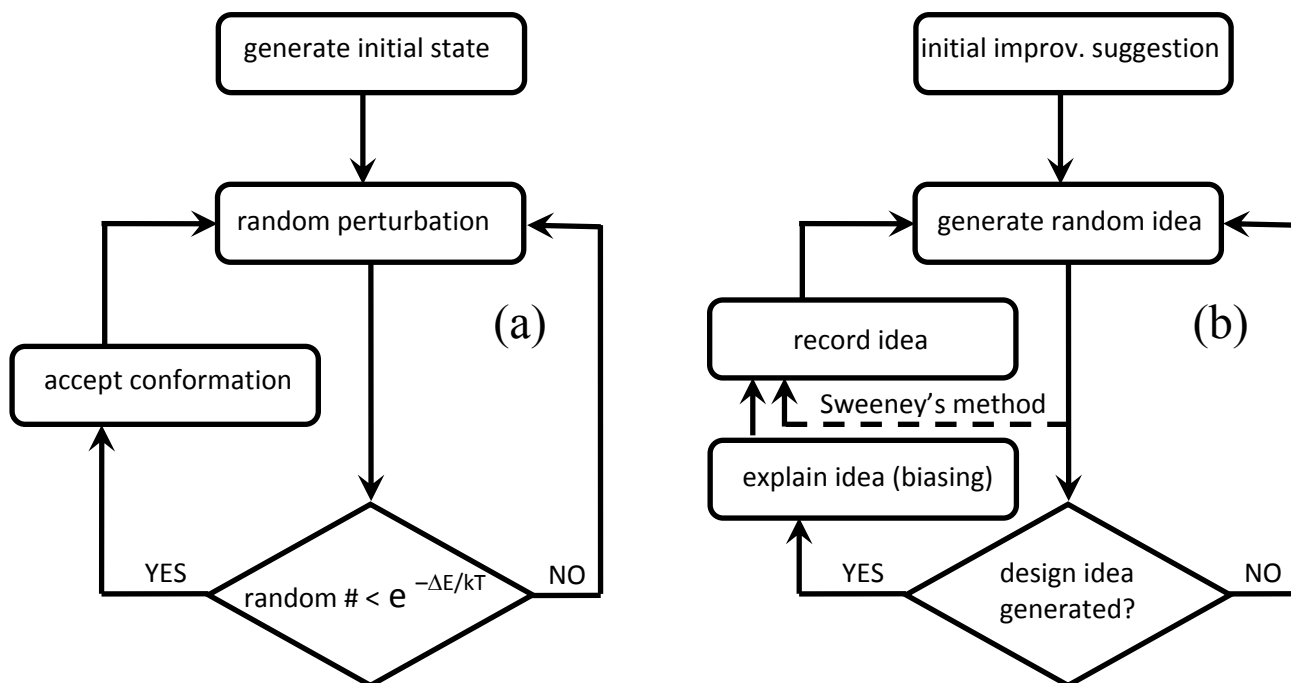 generate initial state
random perturbation
(a)
accept conformation
YES
random # < e –ΔE/kT
NO
initial improv. suggestion
generate random idea
(b)
record idea
Sweeney’s method
explain idea (biasing)
YES
design idea
generated?
NO